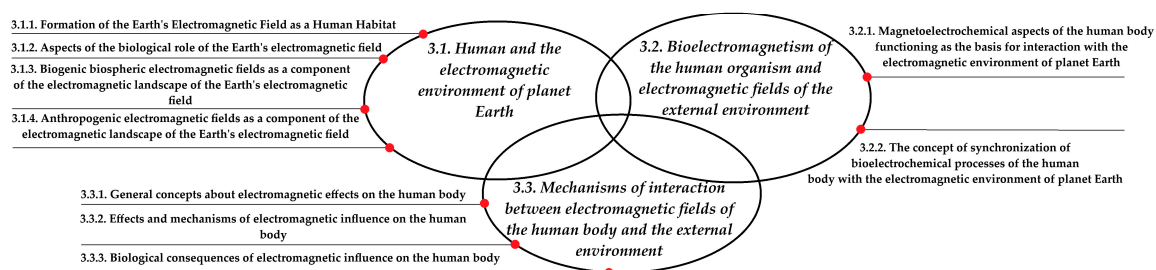 3.1.1. Formation of the Earth's Electromagnetic Field as a Human Habitat
3.1.2. Aspects of the biological role of the Earth's electromagnetic field
3.1.3. Biogenic biospheric electromagnetic fields as a component
of the electromagnetic landscape of the Earth's electromagnetic
field
3.1.4. Anthropogenic electromagnetic fields as a component of the
electromagnetic landscape of the Earth's electromagnetic field
3.1. Human and the
electromagnetic
environment of planet
Earth
3.2. Bioelectromagnetism of
the human organism and
electromagnetic fields of the
external environment
3.2.1. Magnetoelectrochemical aspects of the human body
functioning as the basis for interaction with the
electromagnetic environment of planet Earth
3.2.2. The concept of synchronization of
bioelectrochemical processes of the human
body with the electromagnetic environment of planet Earth
3.3.1. General concepts about electromagnetic effects on the human body
3.3.2. Effects and mechanisms of electromagnetic influence on the human
body
3.3.3. Biological consequences of electromagnetic influence on the human body
3.3. Mechanisms of interaction
between electromagnetic fields of
the human body and the external
environment